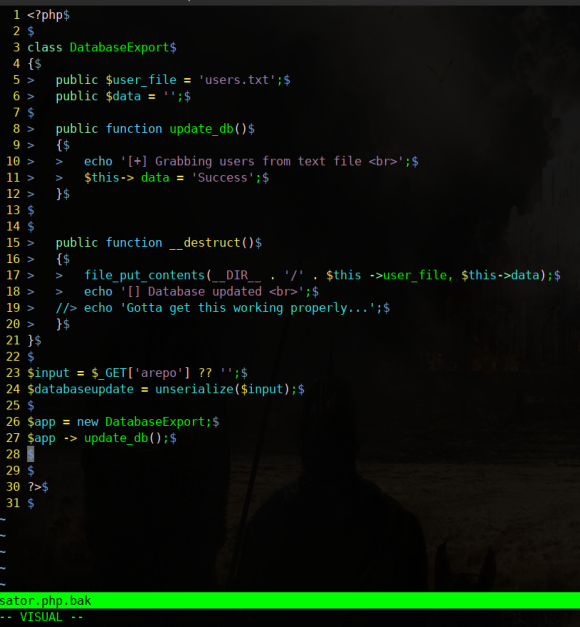 1 <?php$
2 $
3 class DatabaseExport$
4 {$
5 >   public $user_file = 'users.txt';$
6 >   public $data = '';$
7 $
8 >   public function update_db()$
9 >   {$
10 >   >   echo '[+] Grabbing users from text file <br>';$
11 >   >   $this-> data = 'Success';$
12 >   }$
13 $
14 $
15 >   public function __destruct()$
16 >   {$
17 >   >   file_put_contents(__DIR__ . '/' . $this ->user_file, $this->data);$
18 >   >   echo '[] Database updated <br>';$
19 >   //> echo 'Gotta get this working properly...';$
20 >   }$
21 }$
22 $
23 $input = $_GET['arepo'] ?? '';$
24 $databaseupdate = unserialize($input);$
25 $
26 $app = new DatabaseExport;$
27 $app -> update_db();$
28 $
29 $
30 ?>$
31 $
~
~
~
~
~
sator.php.bak
-- VISUAL --